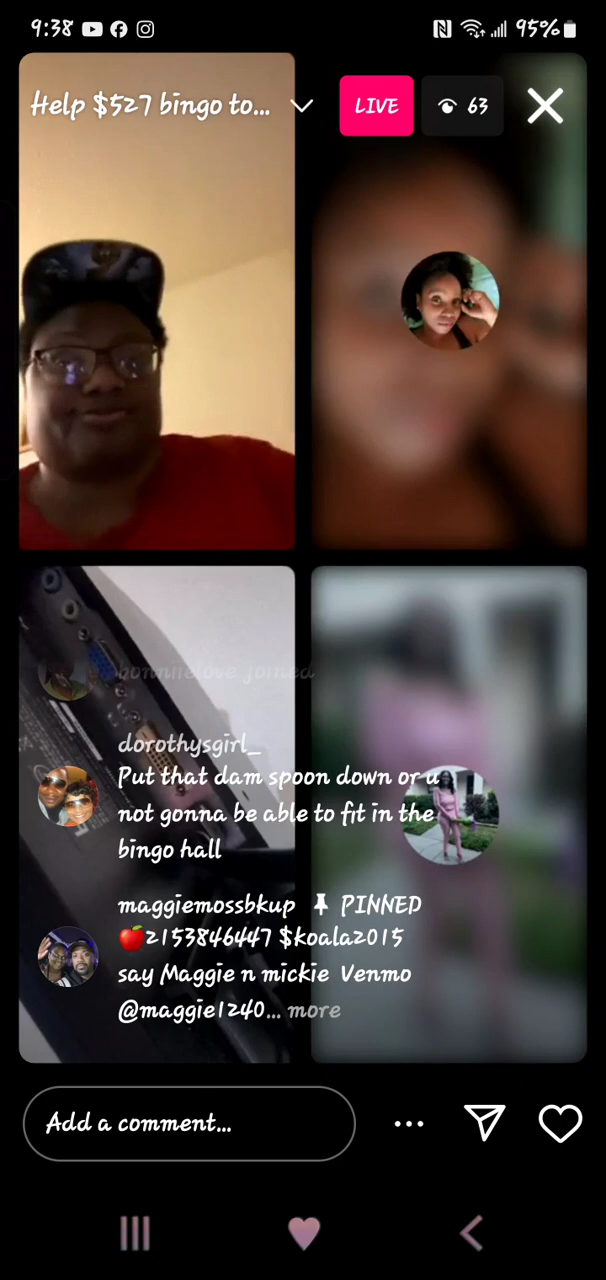 9:38
95%
Help $527 bingo to...
LIVE
63
bonniielove joined
dorothysgirl_
Put that dam spoon down or u
not gonna be able to fit in the
bingo hall
maggiemossbkup PINNED
🍎2153846447 $koala2015
say Maggie n mickie Venmo
@maggie1240... more
Add a comment...